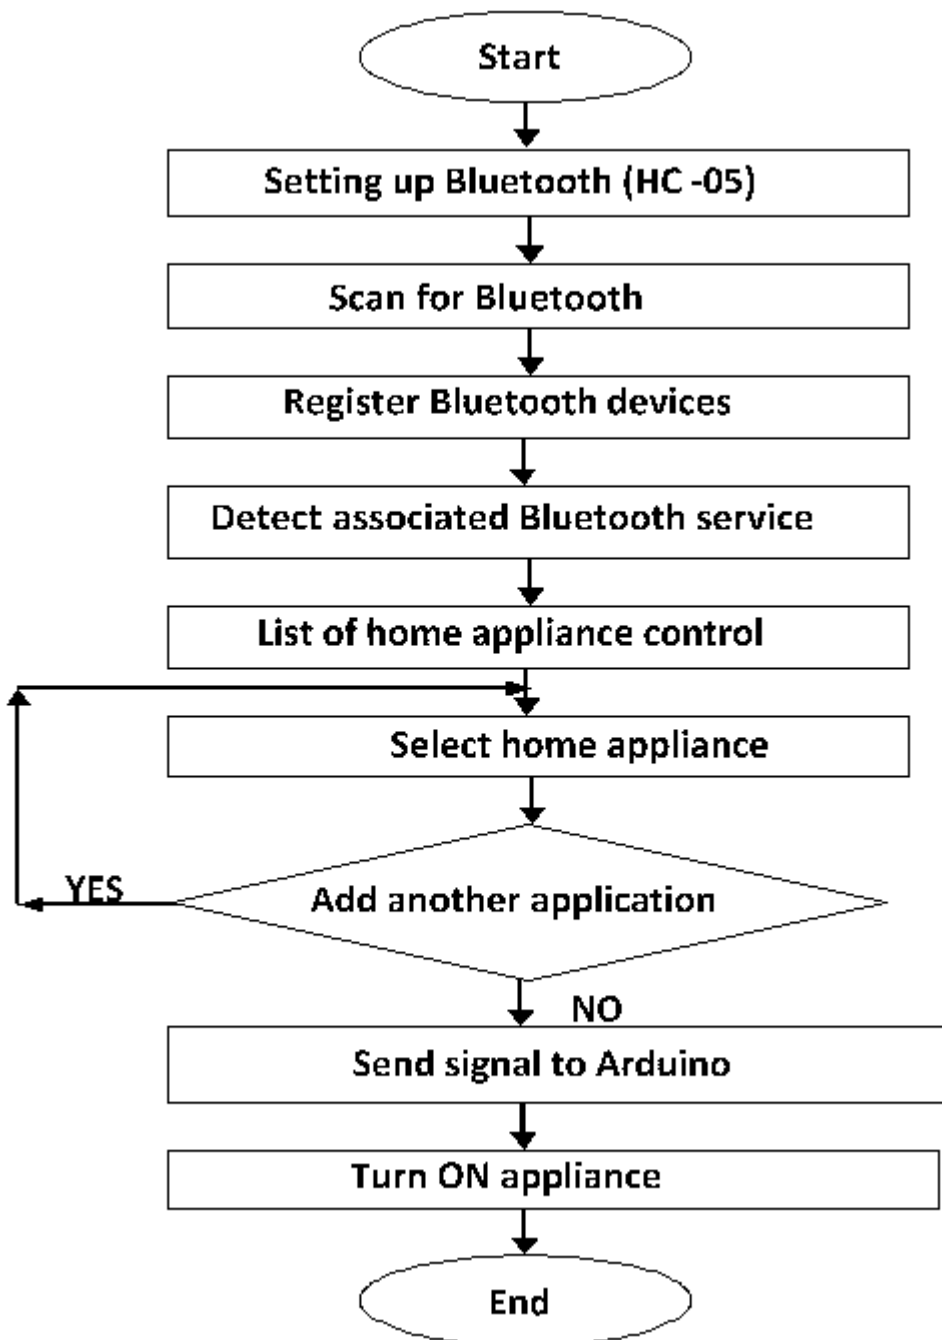 Start
Setting up Bluetooth (HC -05)
Scan for Bluetooth
Register Bluetooth devices
Detect associated Bluetooth service
List of home appliance control
Select home appliance
YES
Add another application
NO
Send signal to Arduino
Turn ON appliance
End